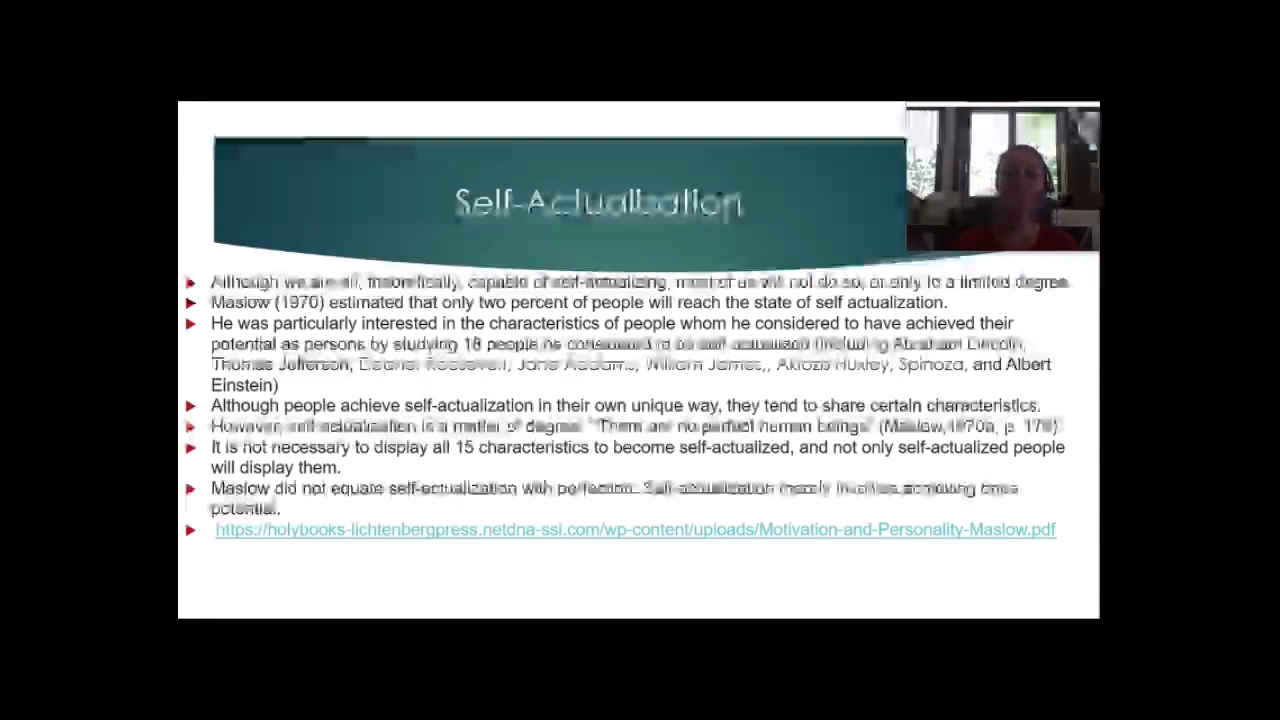 Self-Actualisation
Although we are all, theoretically, capable of self-actualizing, most of us will not do so, or only to a limited degree.
Maslow (1970) estimated that only two percent of people will reach the state of self actualization.
He was particularly interested in the characteristics of people whom he considered to have achieved their
potential as persons by studying 18 people he considered to be self-actualized (including Abraham Lincoln,
Thomas Jefferson, Eleanor Roosevelt, Jane Addams, William James, Huxley, Spinoza, and Albert
Einstein)
Although people achieve self-actualization in their own unique way, they tend to share certain characteristics.
However, self-actualization is a matter of degree. "There are no perfect human beings" (Maslow,1970a, p.
It is not necessary to display all 15 characteristics to become self-actualized, and not only self-actualized people
will display them.
Maslow did not equate self-actualization with perfection. Self-actualization merely involves achieving ones
potential.
https://holybooks-lichtenbergpress.netdna-ssl.com/wp-content/uploads/Motivation-and-Personality-Maslow.pdf